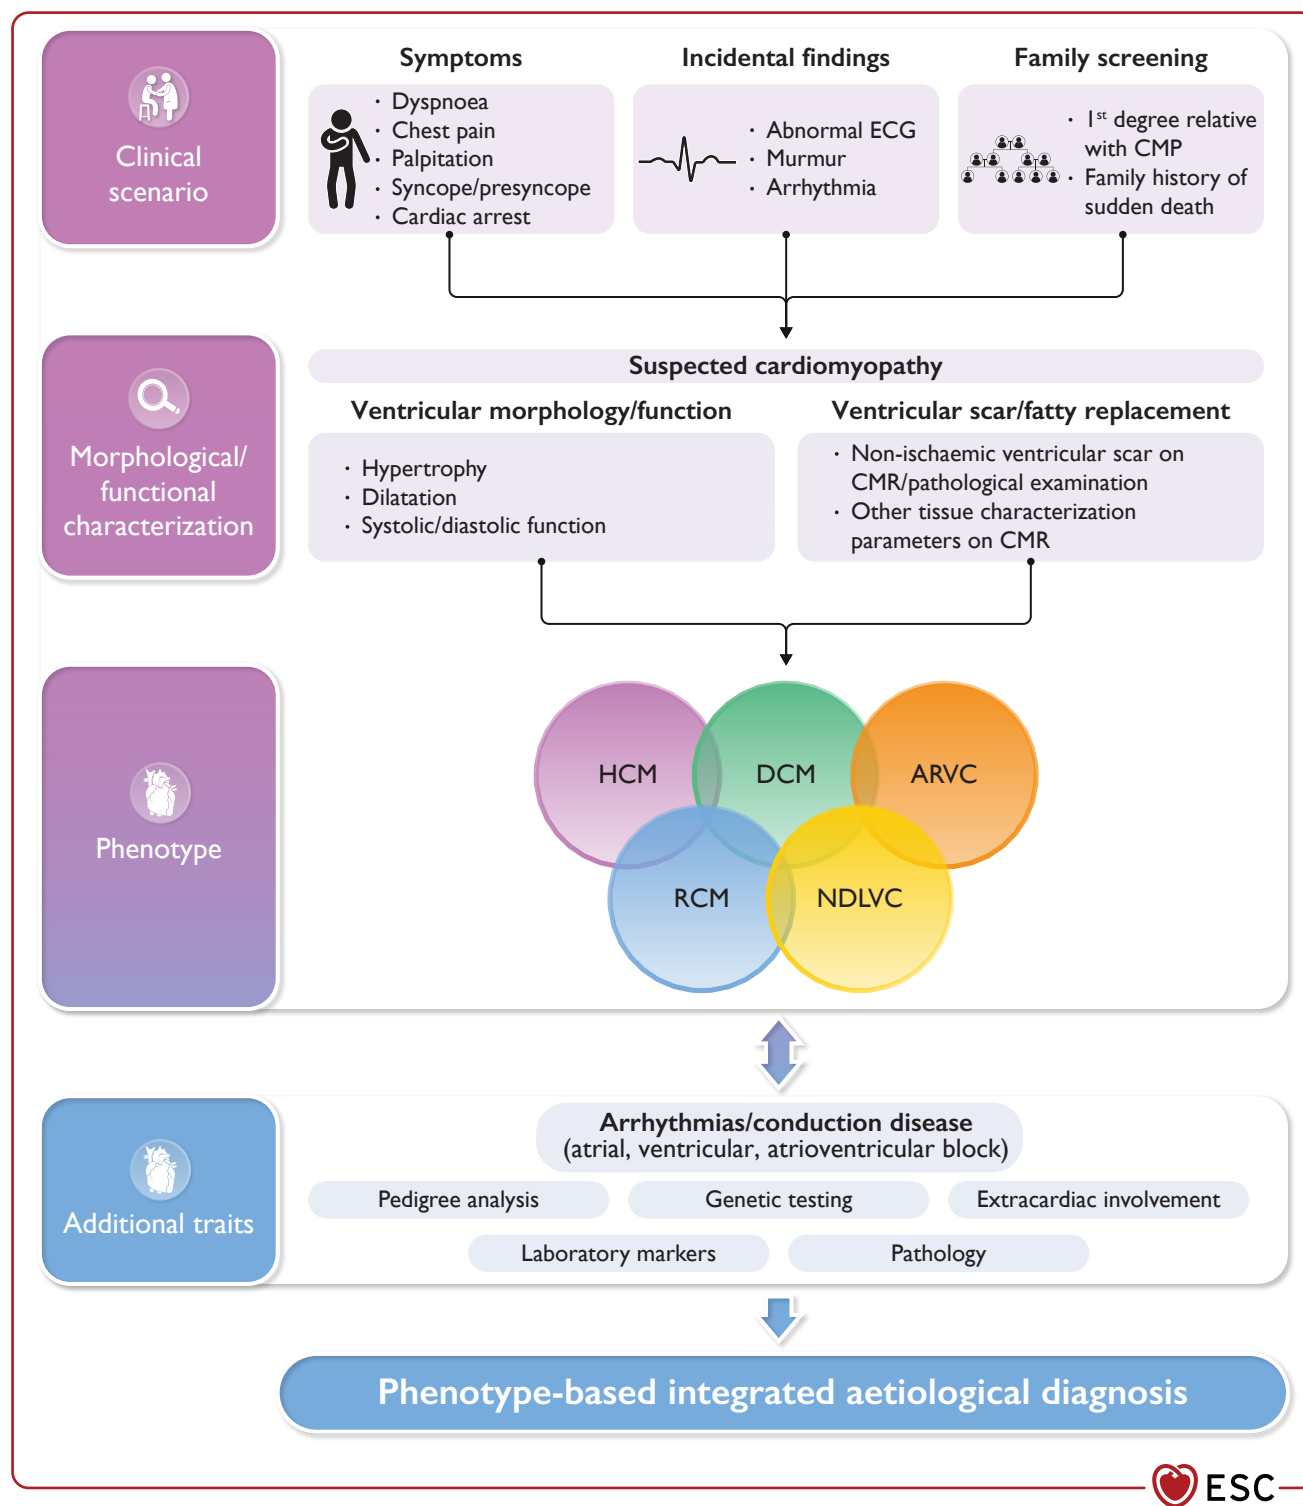 Clinical
scenario
Symptoms
· Dyspnoea
· Chest pain
· Palpitation
· Syncope/presyncope
· Cardiac arrest
Incidental findings
· Abnormal ECG
· Murmur
· Arrhythmia
Family screening
· 1st degree relative
with CMP
· Family history of
sudden death
Morphological/
functional
characterization
Suspected cardiomyopathy
Ventricular morphology/function
· Hypertrophy
· Dilatation
· Systolic/diastolic function
Ventricular scar/fatty replacement
· Non-ischaemic ventricular scar on
CMR/pathological examination
· Other tissue characterization
parameters on CMR
Phenotype
HCM
DCM
ARVC
RCM
NDLVC
Additional traits
Arrhythmias/conduction disease
(atrial, ventricular, atrioventricular block)
Pedigree analysis
Genetic testing
Extracardiac involvement
Laboratory markers
Pathology
Phenotype-based integrated aetiological diagnosis
ESC